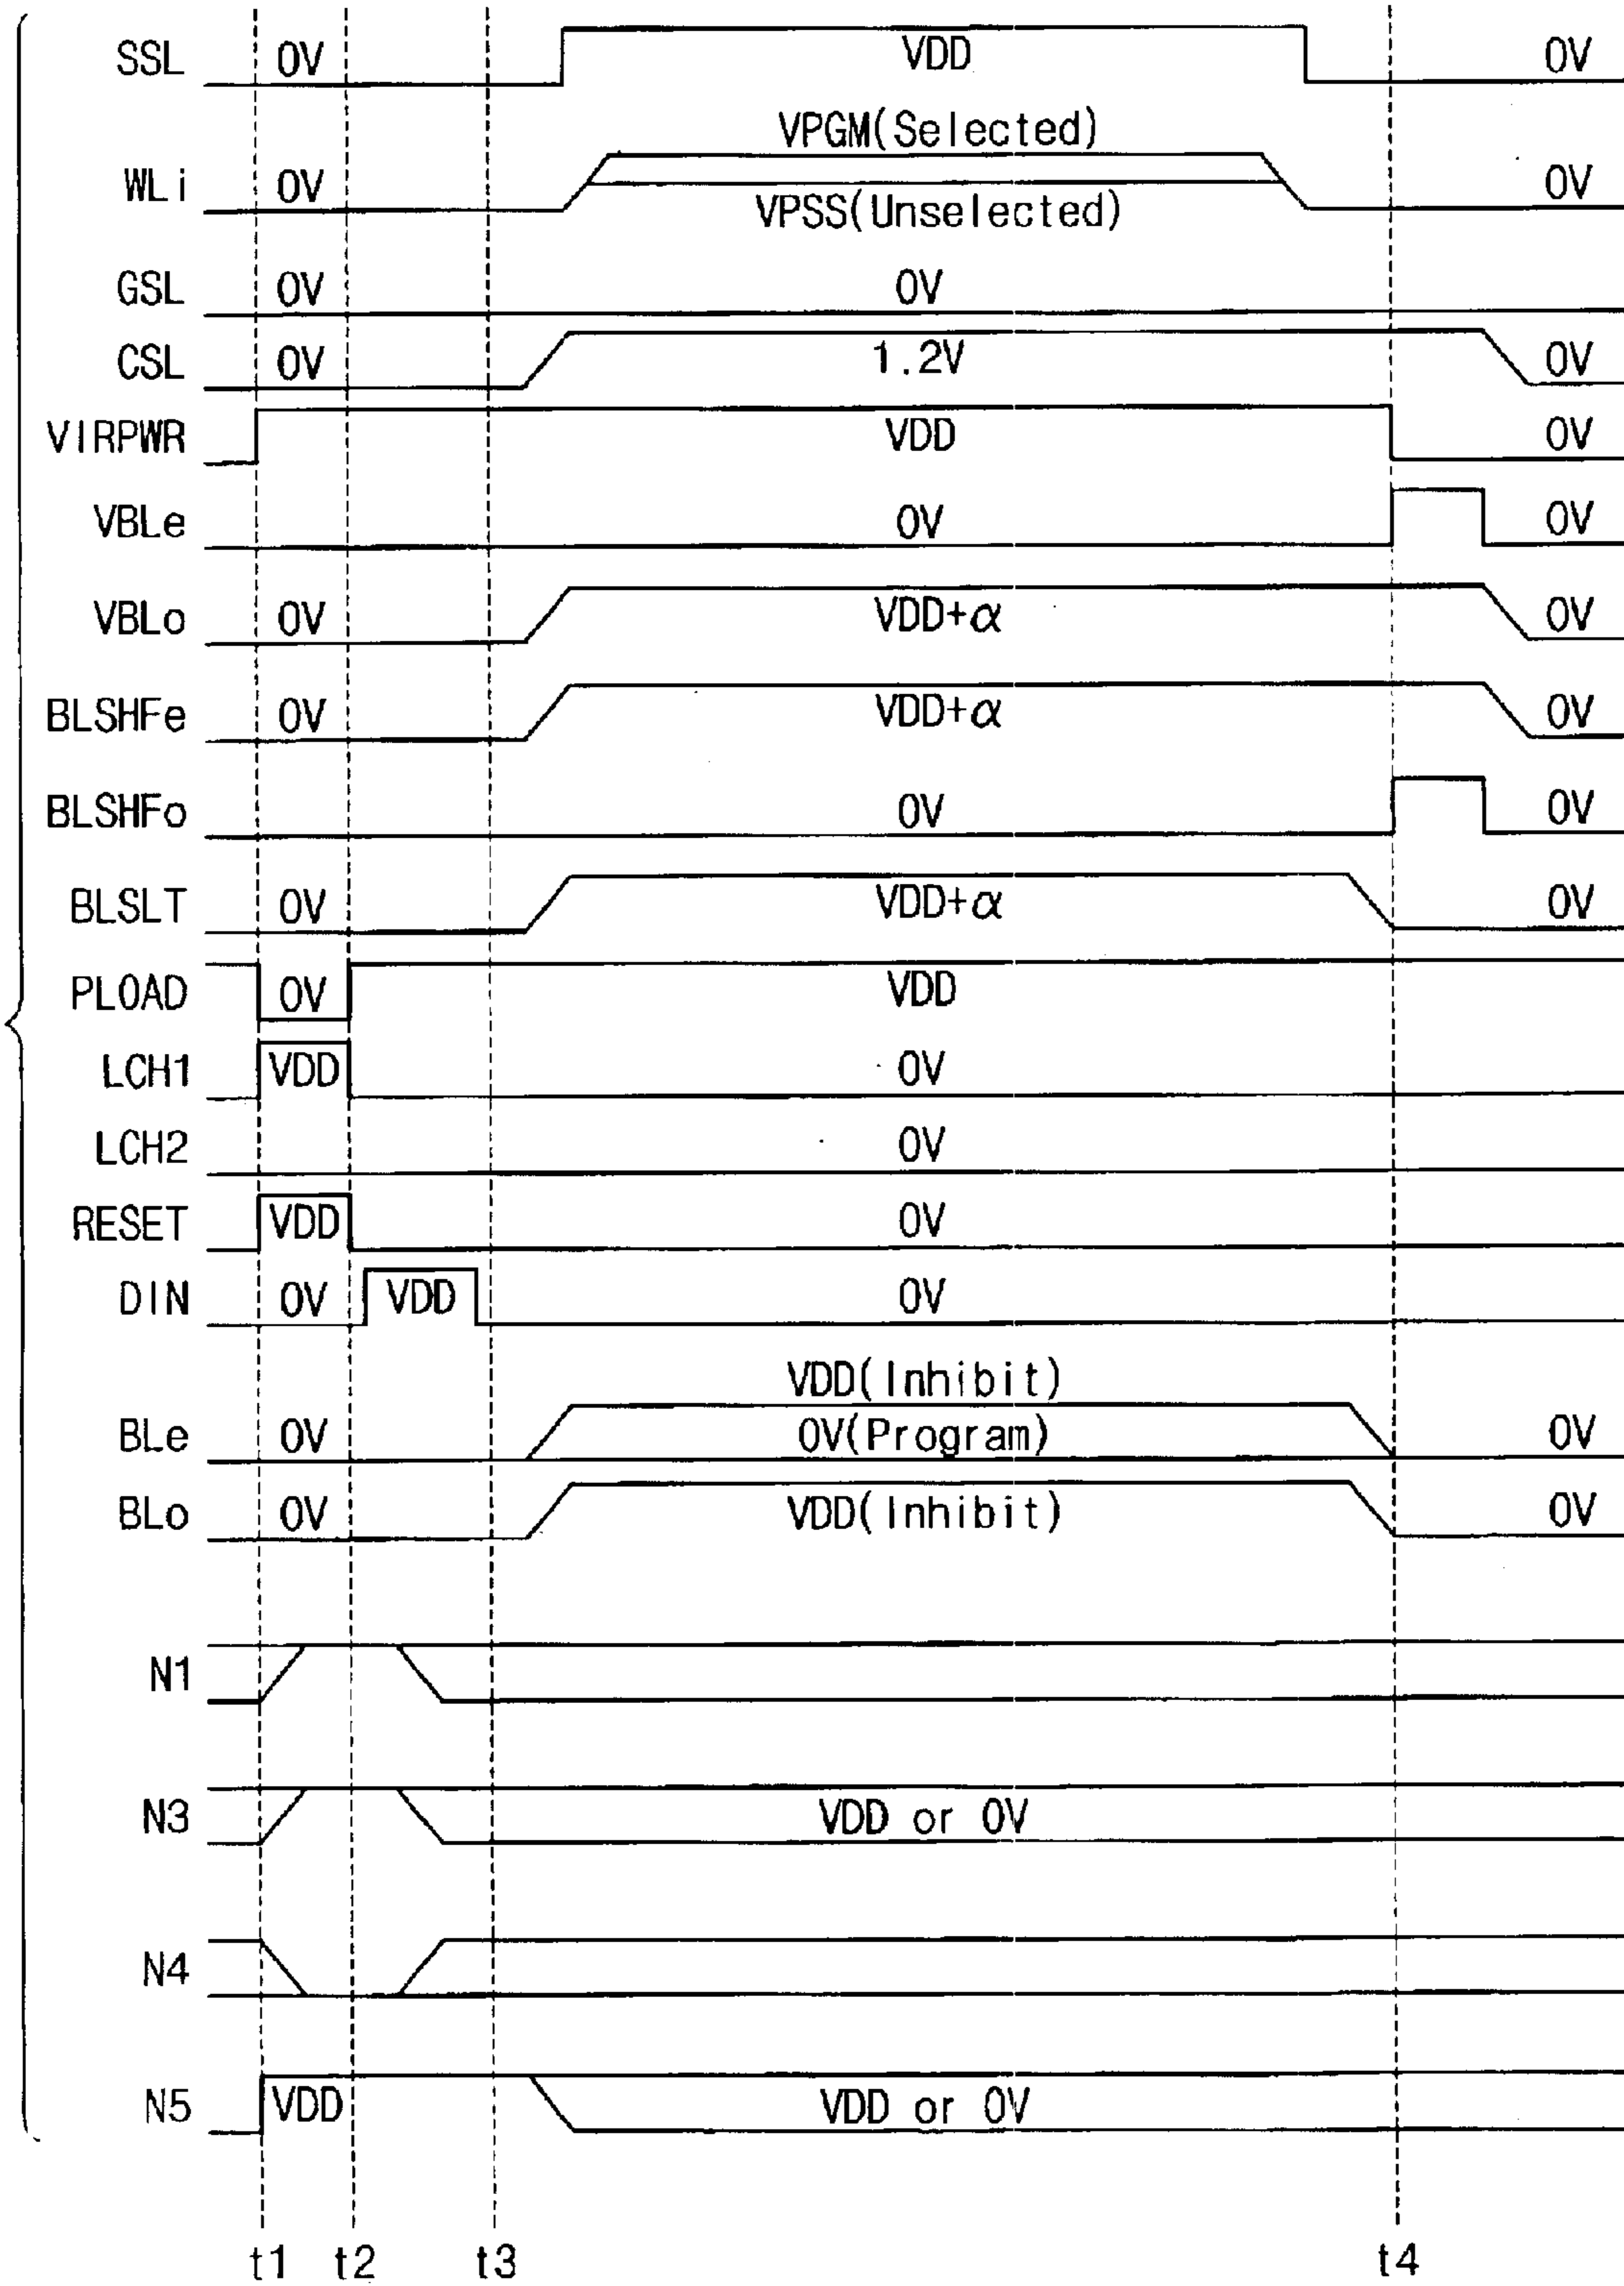 SSL 0V VDD 0V
VPGM(Selected)
WLi 0V 0V
VPSS(Unselected)
GSL 0V 0V
CSL 0V 1.2V 0V
VIRPWR VDD 0V
VBLe 0V 0V
VBLo 0V VDD+α 0V
BLSHFe 0V VDD+α 0V
BLSHFo 0V 0V
BLSLT 0V VDD+α 0V
PLOAD 0V VDD
LCH1 VDD 0V
LCH2 0V
RESET VDD 0V
DIN 0V VDD 0V
VDD(Inhibit)
BLe 0V 0V(Program) 0V
BLo 0V VDD(Inhibit) 0V
N1
N3 VDD or 0V
N4
N5 VDD VDD or 0V
t1 t2 t3 t4